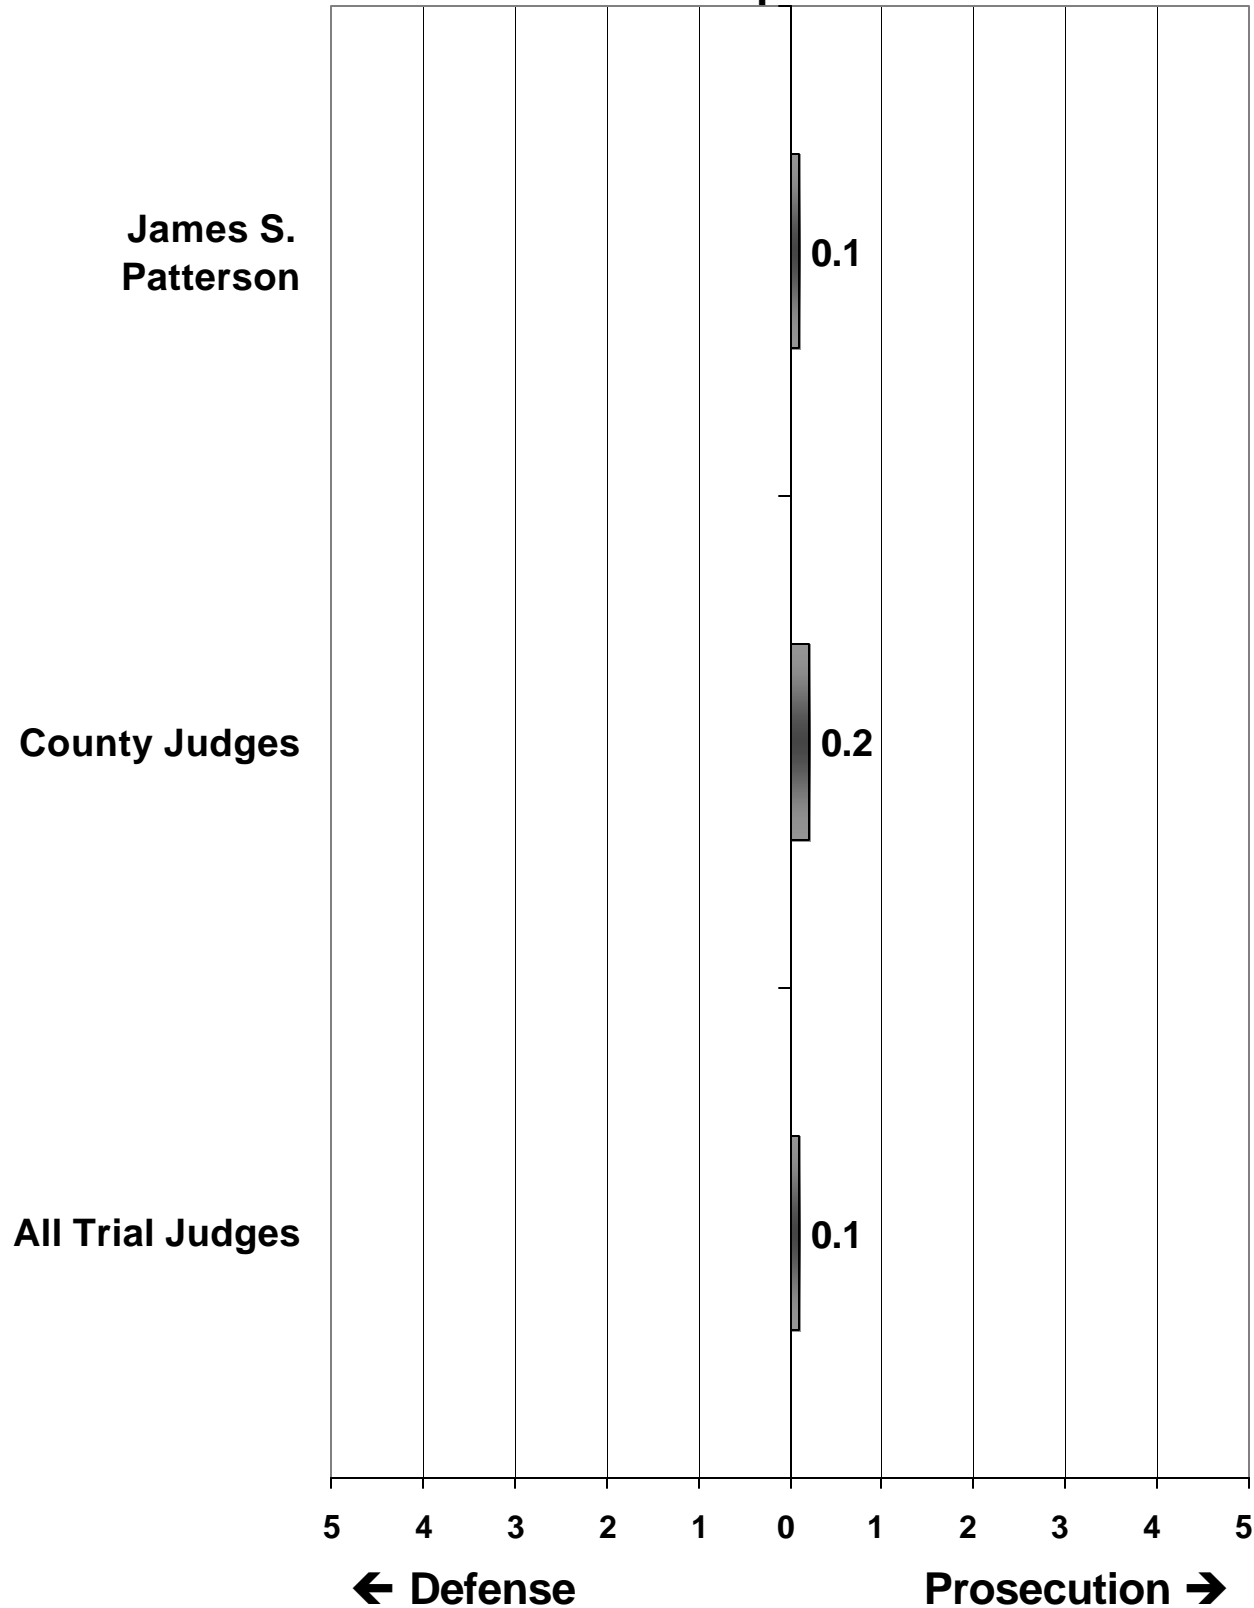 James S.
Patterson
0.1
County Judges
0.2
All Trial Judges
0.1
5 4 3 2 1 0 1 2 3 4 5
← Defense Prosecution →